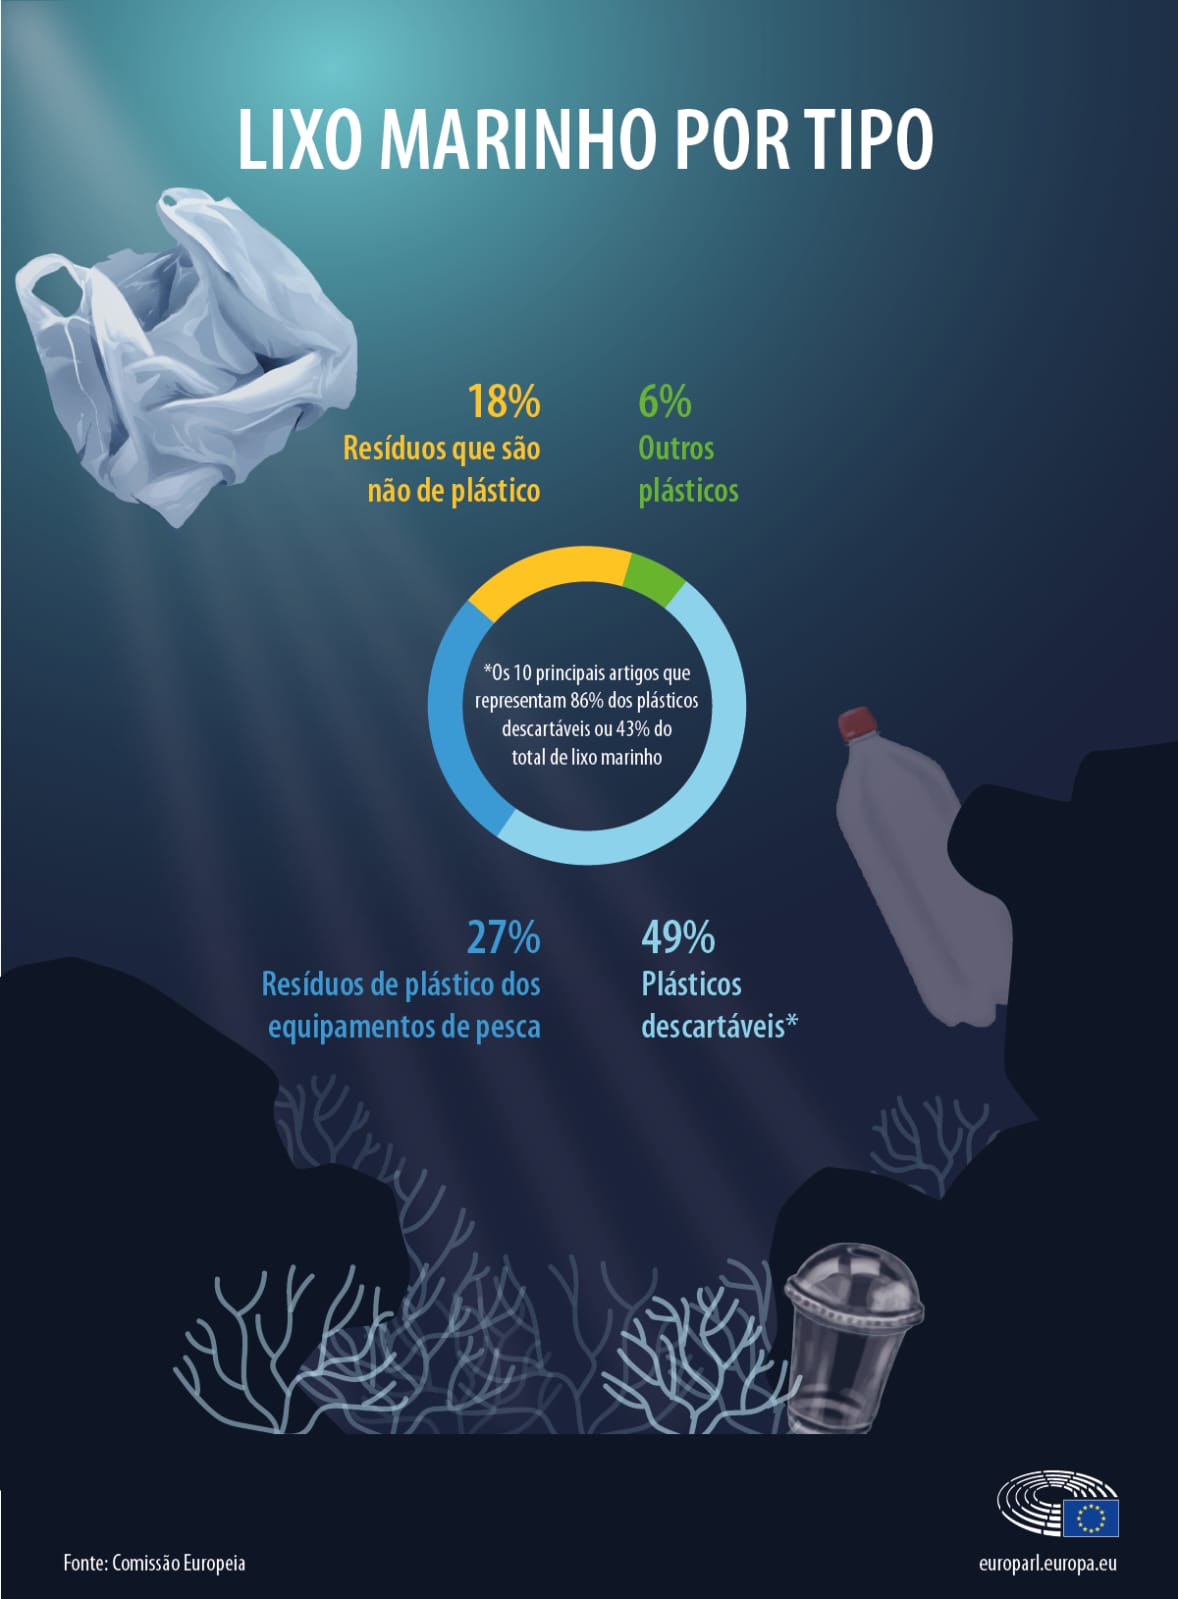 LIXO MARINHO POR TIPO
18%
Resíduos que são
não de plástico
6%
Outros
plásticos
*Os 10 principais artigos que
representam 86% dos plásticos
descartáveis ou 43% do
total de lixo marinho
27%
Resíduos de plástico dos
equipamentos de pesca
49%
Plásticos
descartáveis*
Fonte: Comissão Europeia
europarl.europa.eu